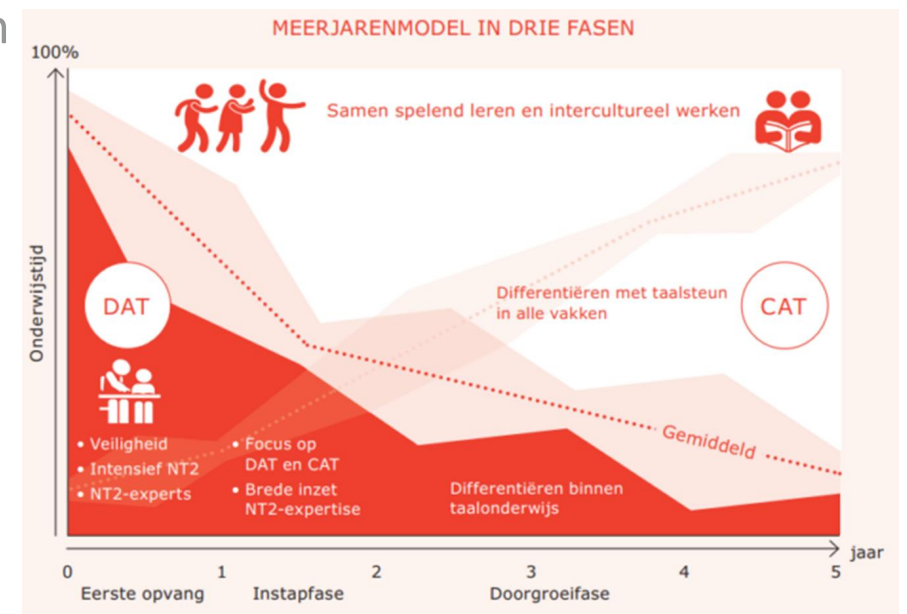 n
MEERJARENMODEL IN DRIE FASEN
100%
Samen spelend leren en intercultureel werken
Onderwijstijd
DAT
Differentiëren met taalsteun
in alle vakken
CAT
• Veiligheid
• Intensief NT2
• NT2-experts
• Focus op
DAT en CAT
• Brede inzet
NT2-expertise
Gemiddeld
Differentiëren binnen
taalonderwijs
jaar
0 1 2 3 4 5
Eerste opvang Instapfase Doorgroeifase